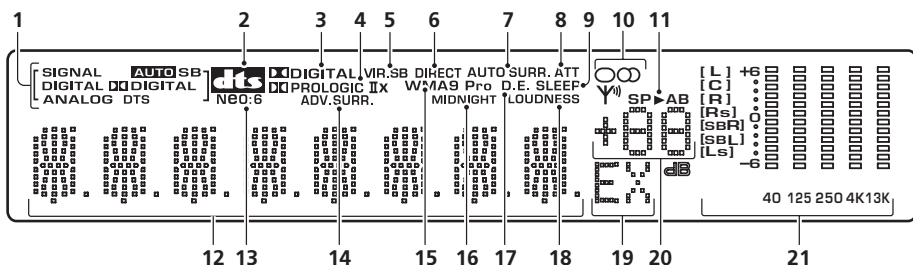 1 2 3 4 5 6 7 8 9 10 11
SIGNAL AUTO SB dts DIGITAL VIR.SB DIRECT AUTO SURR. ATT
DIGITAL DIGITAL PROLOGIC IIx WMA9 Pro D.E. SLEEP
ANALOG DTS Neo:6 ADV.SURR. MIDNIGHT LOUDNESS
SP►AB
+
EX
dB
[L] +6
[C]
[R]
[Rs] 0
[SBR]
[SBL]
[Ls] -6
40 125 250 4K 13K
12 13 14 15 16 17 18 19 20 21